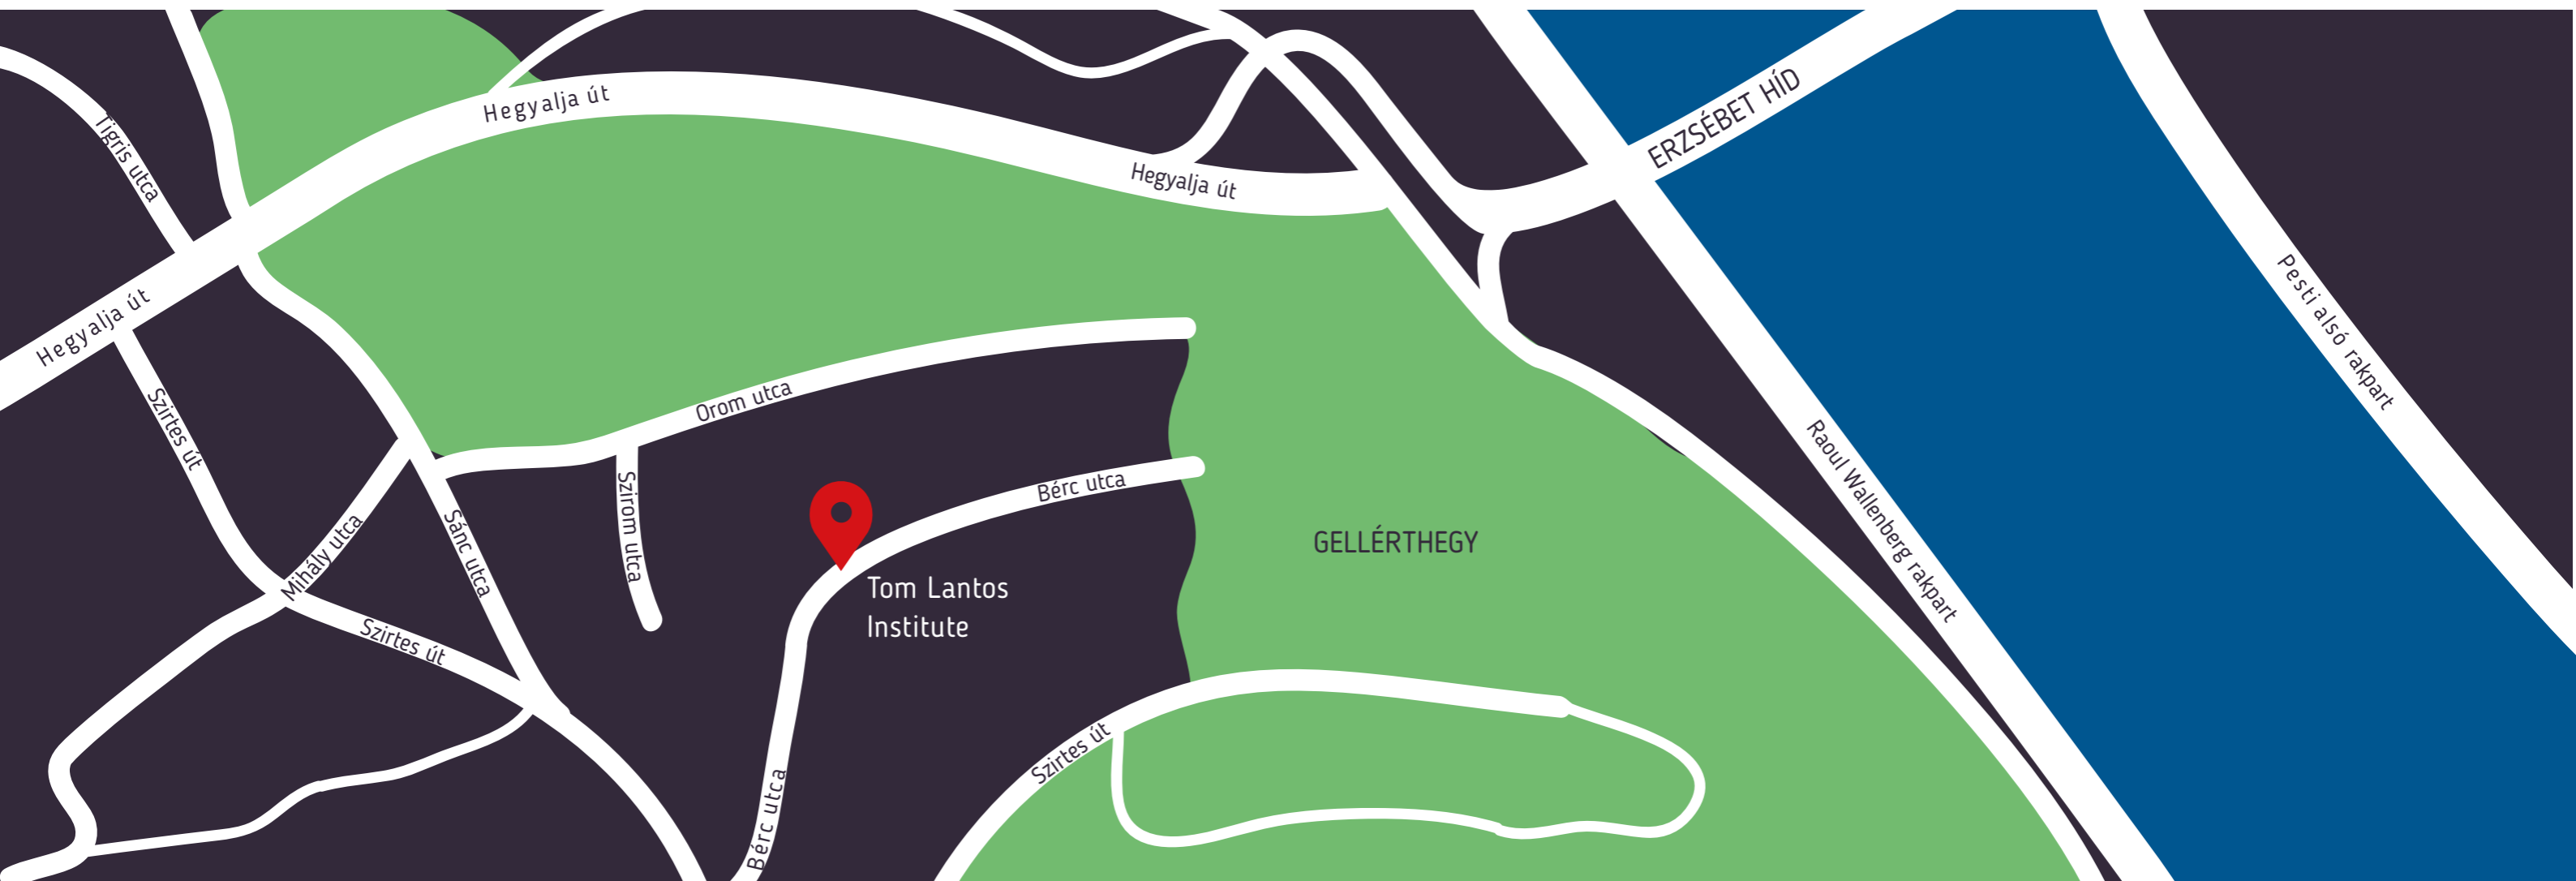 Hegyalja út
ERZSÉBET HÍD
Tigris utca
Hegyalja út
Hegyalja út
Pesti alsó rakpart
Szirtes út
Orom utca
Raoul Wallenberg rakpart
Szirom utca
Bérc utca
Sánc utca
Mihály utca
GELLÉRTHEGY
Tom Lantos
Institute
Szirtes út
Szirtes út
Bérc utca